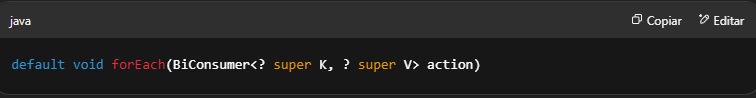 java
Copiar
Editar
default void forEach(BiConsumer<? super K, ? super V> action)